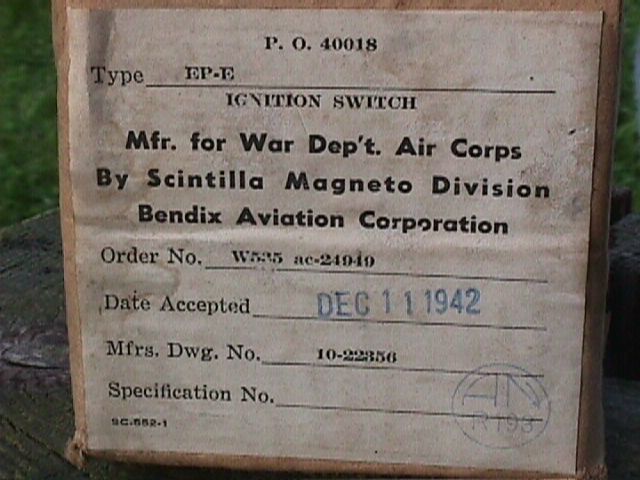 P. O. 40018
Type EP-E
IGNITION SWITCH
Mfr. for War Dep't. Air Corps
By Scintilla Magneto Division
Bendix Aviation Corporation
Order No. W535 ac-24949
Date Accepted DEC 11 1942
Mfrs. Dwg. No. 10-22356
Specification No.
SC-552-1
AN
R193